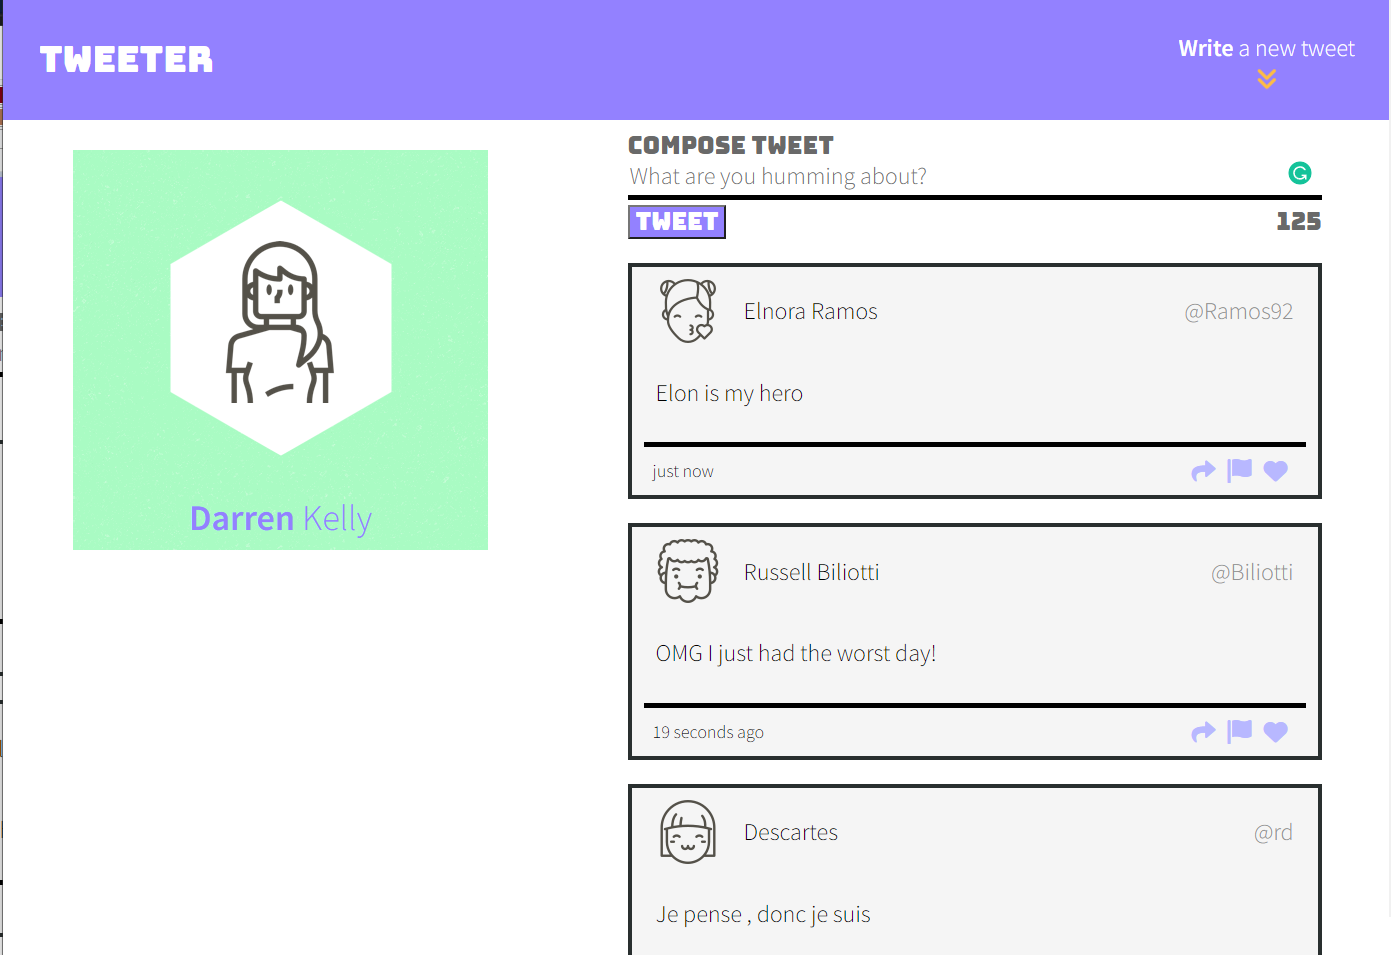 TWEETER
Write a new tweet
Darren Kelly
COMPOSE TWEET
What are you humming about?
TWEET
125
Elnora Ramos
@Ramos92
Elon is my hero
just now
Russell Biliotti
@Biliotti
OMG I just had the worst day!
19 seconds ago
Descartes
@rd
Je pense , donc je suis